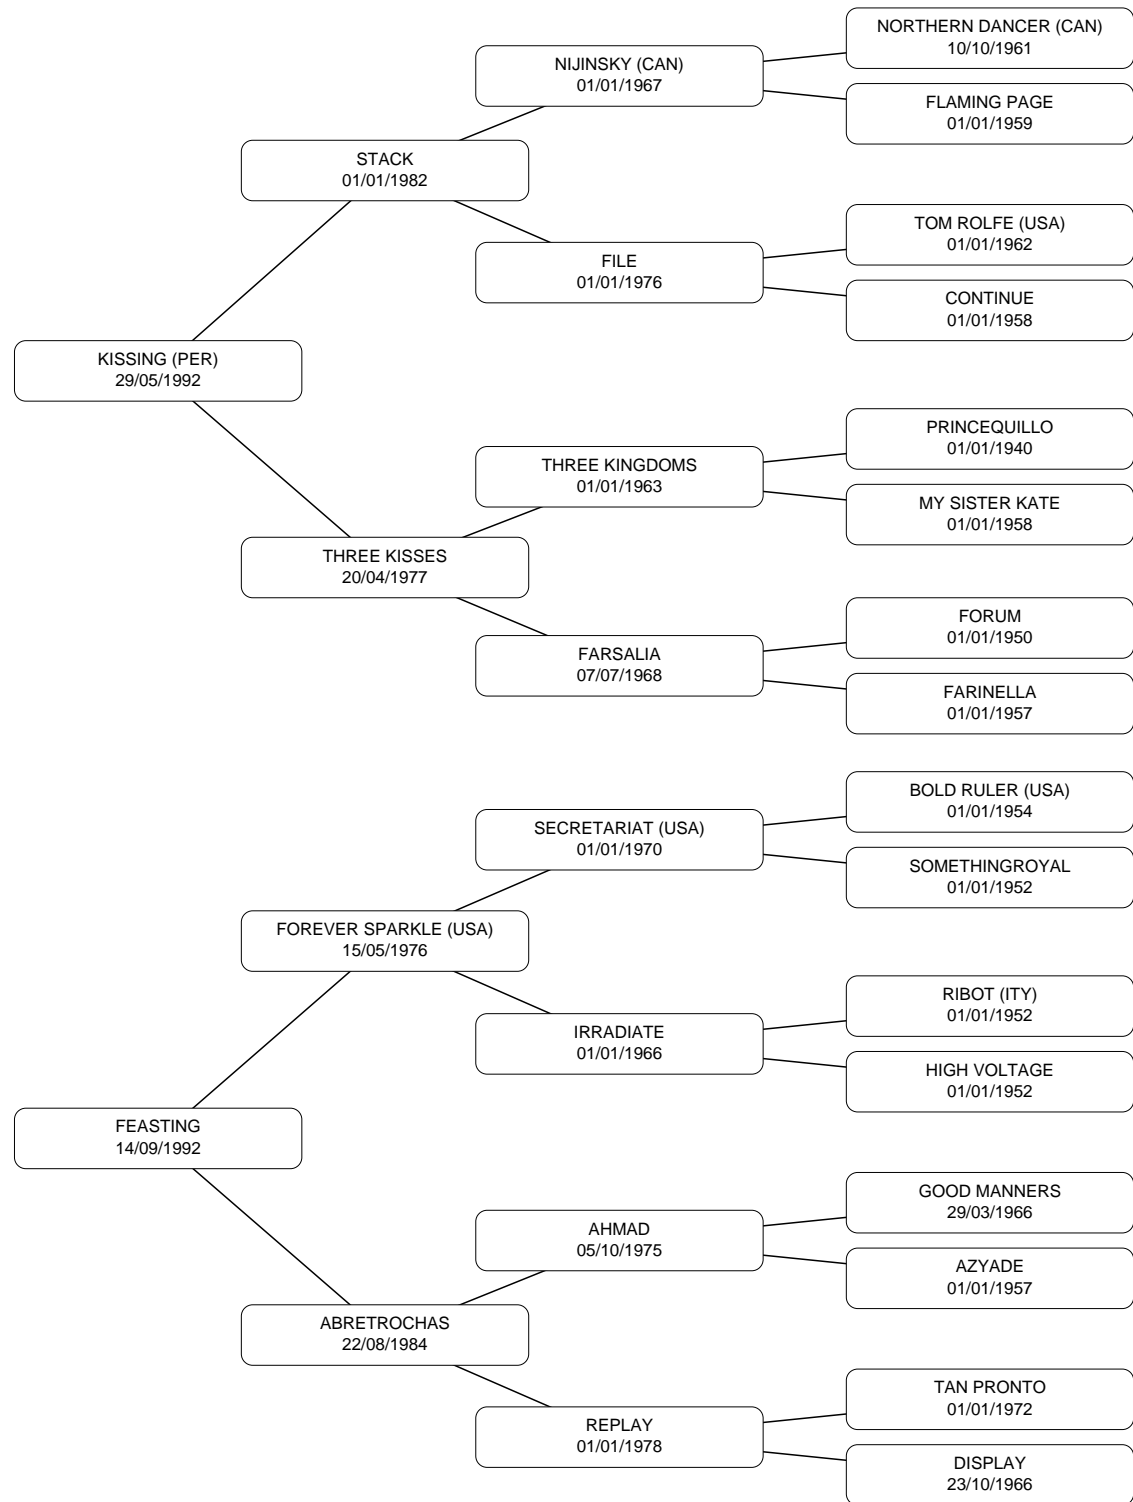 NORTHERN DANCER (CAN)
10/10/1961
NIJINSKY (CAN)
01/01/1967
FLAMING PAGE
01/01/1959
STACK
01/01/1982
TOM ROLFE (USA)
01/01/1962
FILE
01/01/1976
CONTINUE
01/01/1958
KISSING (PER)
29/05/1992
PRINCEQUILLO
01/01/1940
THREE KINGDOMS
01/01/1963
MY SISTER KATE
01/01/1958
THREE KISSES
20/04/1977
FORUM
01/01/1950
FARSALIA
07/07/1968
FARINELLA
01/01/1957
BOLD RULER (USA)
01/01/1954
SECRETARIAT (USA)
01/01/1970
SOMETHINGROYAL
01/01/1952
FOREVER SPARKLE (USA)
15/05/1976
RIBOT (ITY)
01/01/1952
IRRADIATE
01/01/1966
HIGH VOLTAGE
01/01/1952
FEASTING
14/09/1992
GOOD MANNERS
29/03/1966
AHMAD
05/10/1975
AZYADE
01/01/1957
ABRETROCHAS
22/08/1984
TAN PRONTO
01/01/1972
REPLAY
01/01/1978
DISPLAY
23/10/1966